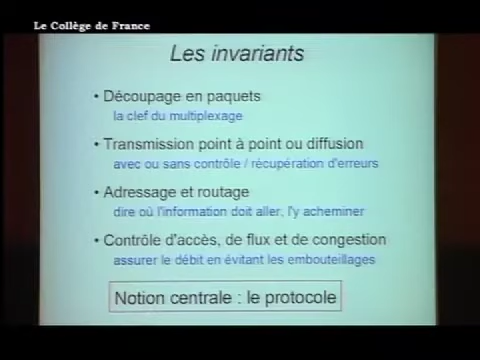 Le Collège de France
Les invariants
• Découpage en paquets
la clef du multiplexage
• Transmission point à point ou diffusion
avec ou sans contrôle / récupération d'erreurs
• Adressage et routage
dire où l'information doit aller, l'y acheminer
• Contrôle d'accès, de flux et de congestion
assurer le débit en évitant les embouteillages
Notion centrale : le protocole